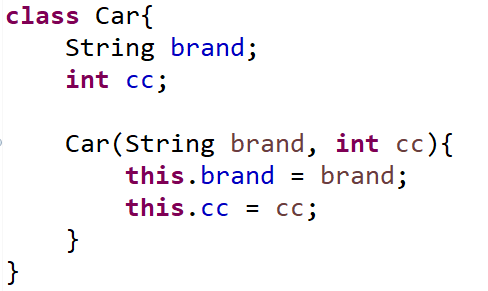 class Car{
    String brand;
    int cc;

    Car(String brand, int cc){
        this.brand = brand;
        this.cc = cc;
    }
}